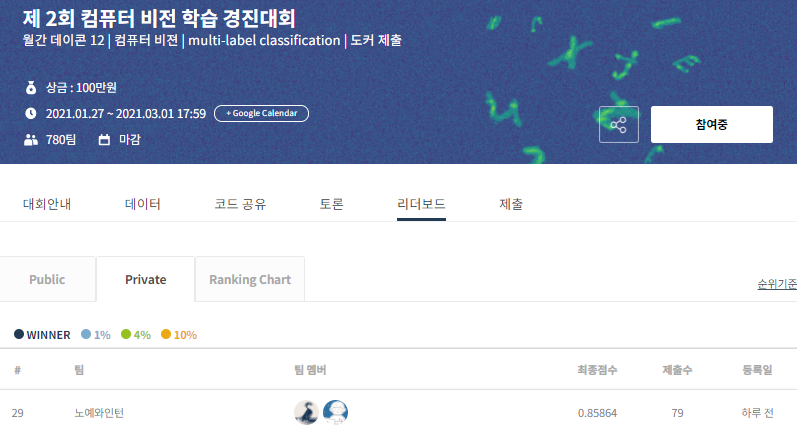 제 2회 컴퓨터 비전 학습 경진대회
월간 데이콘 12 | 컴퓨터 비젼 | multi-label classification | 도커 제출
상금 : 100만원
2021.01.27 ~ 2021.03.01 17:59 + Google Calendar
780팀 마감
참여중
대회안내 데이터 코드 공유 토론 리더보드 제출
Public Private Ranking Chart
순위기준
WINNER 1% 4% 10%
# 팀 팀 멤버 최종점수 제출수 등록일
29 노예와인턴 0.85864 79 하루 전